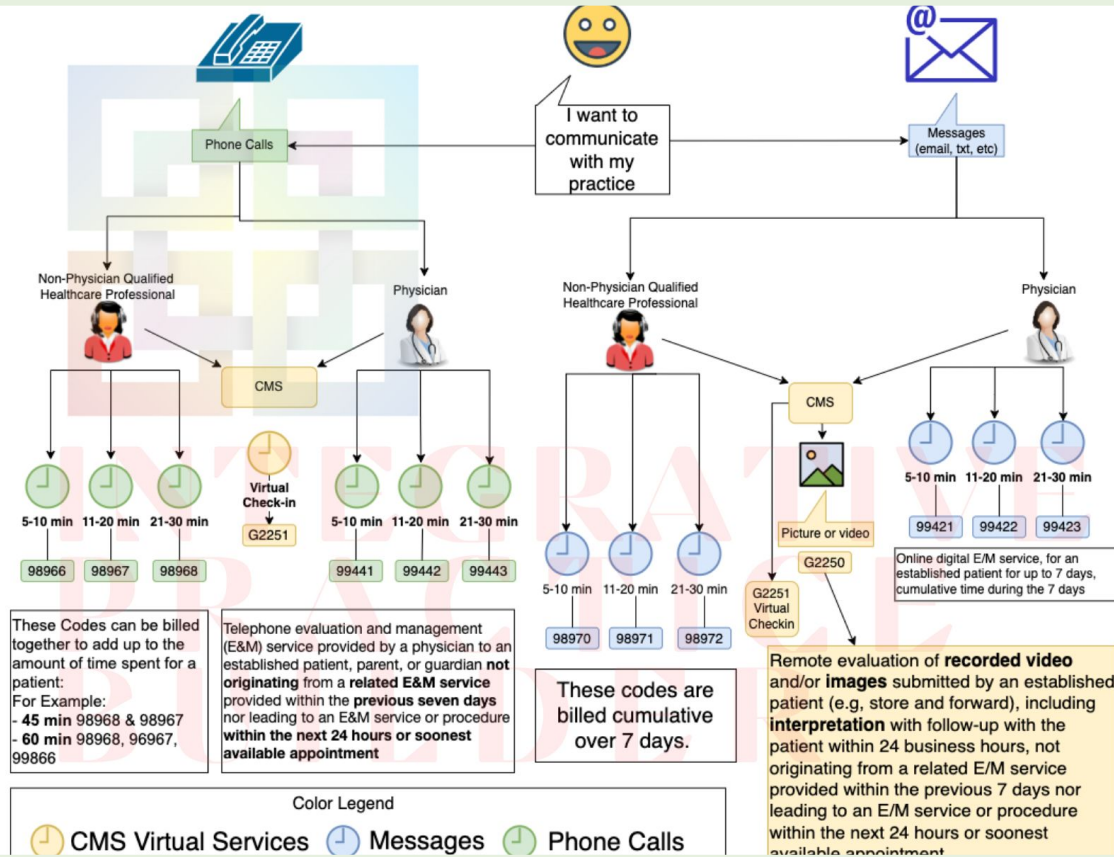 @
I want to
communicate
with my
practice
Phone Calls
Messages
(email, txt, etc)
Non-Physician Qualified
Healthcare Professional
Physician
CMS
5-10 min
11-20 min
21-30 min
98966
98967
98968
Virtual
Check-in
G2251
5-10 min
11-20 min
21-30 min
99441
99442
99443
These Codes can be billed
together to add up to the
amount of time spent for a
patient:
For Example:
- 45 min 98968 & 98967
- 60 min 98968, 96967,
99866
Telephone evaluation and management
(E&M) service provided by a physician to an
established patient, parent, or guardian not
originating from a related E&M service
provided within the previous seven days
nor leading to an E&M service or procedure
within the next 24 hours or soonest
available appointment
Non-Physician Qualified
Healthcare Professional
Physician
CMS
5-10 min
11-20 min
21-30 min
98970
98971
98972
These codes are
billed cumulative
over 7 days.
Picture or video
G2250
G2251
Virtual
Checkin
5-10 min
11-20 min
21-30 min
99421
99422
99423
Online digital E/M service, for an
established patient for up to 7 days,
cumulative time during the 7 days
Remote evaluation of recorded video
and/or images submitted by an established
patient (e.g, store and forward), including
interpretation with follow-up with the
patient within 24 business hours, not
originating from a related E/M service
provided within the previous 7 days nor
leading to an E/M service or procedure
within the next 24 hours or soonest
available appointment
Color Legend
CMS Virtual Services
Messages
Phone Calls
INTEGRATIVE
PRACTICE
BUILDER